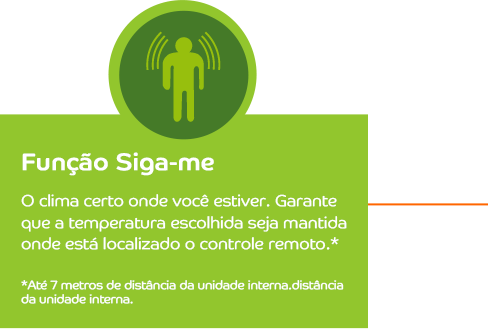 Função Siga-me
O clima certo onde você estiver. Garante
que a temperatura escolhida seja mantida
onde está localizado o controle remoto.*
*Até 7 metros de distância da unidade interna.distância
da unidade interna.